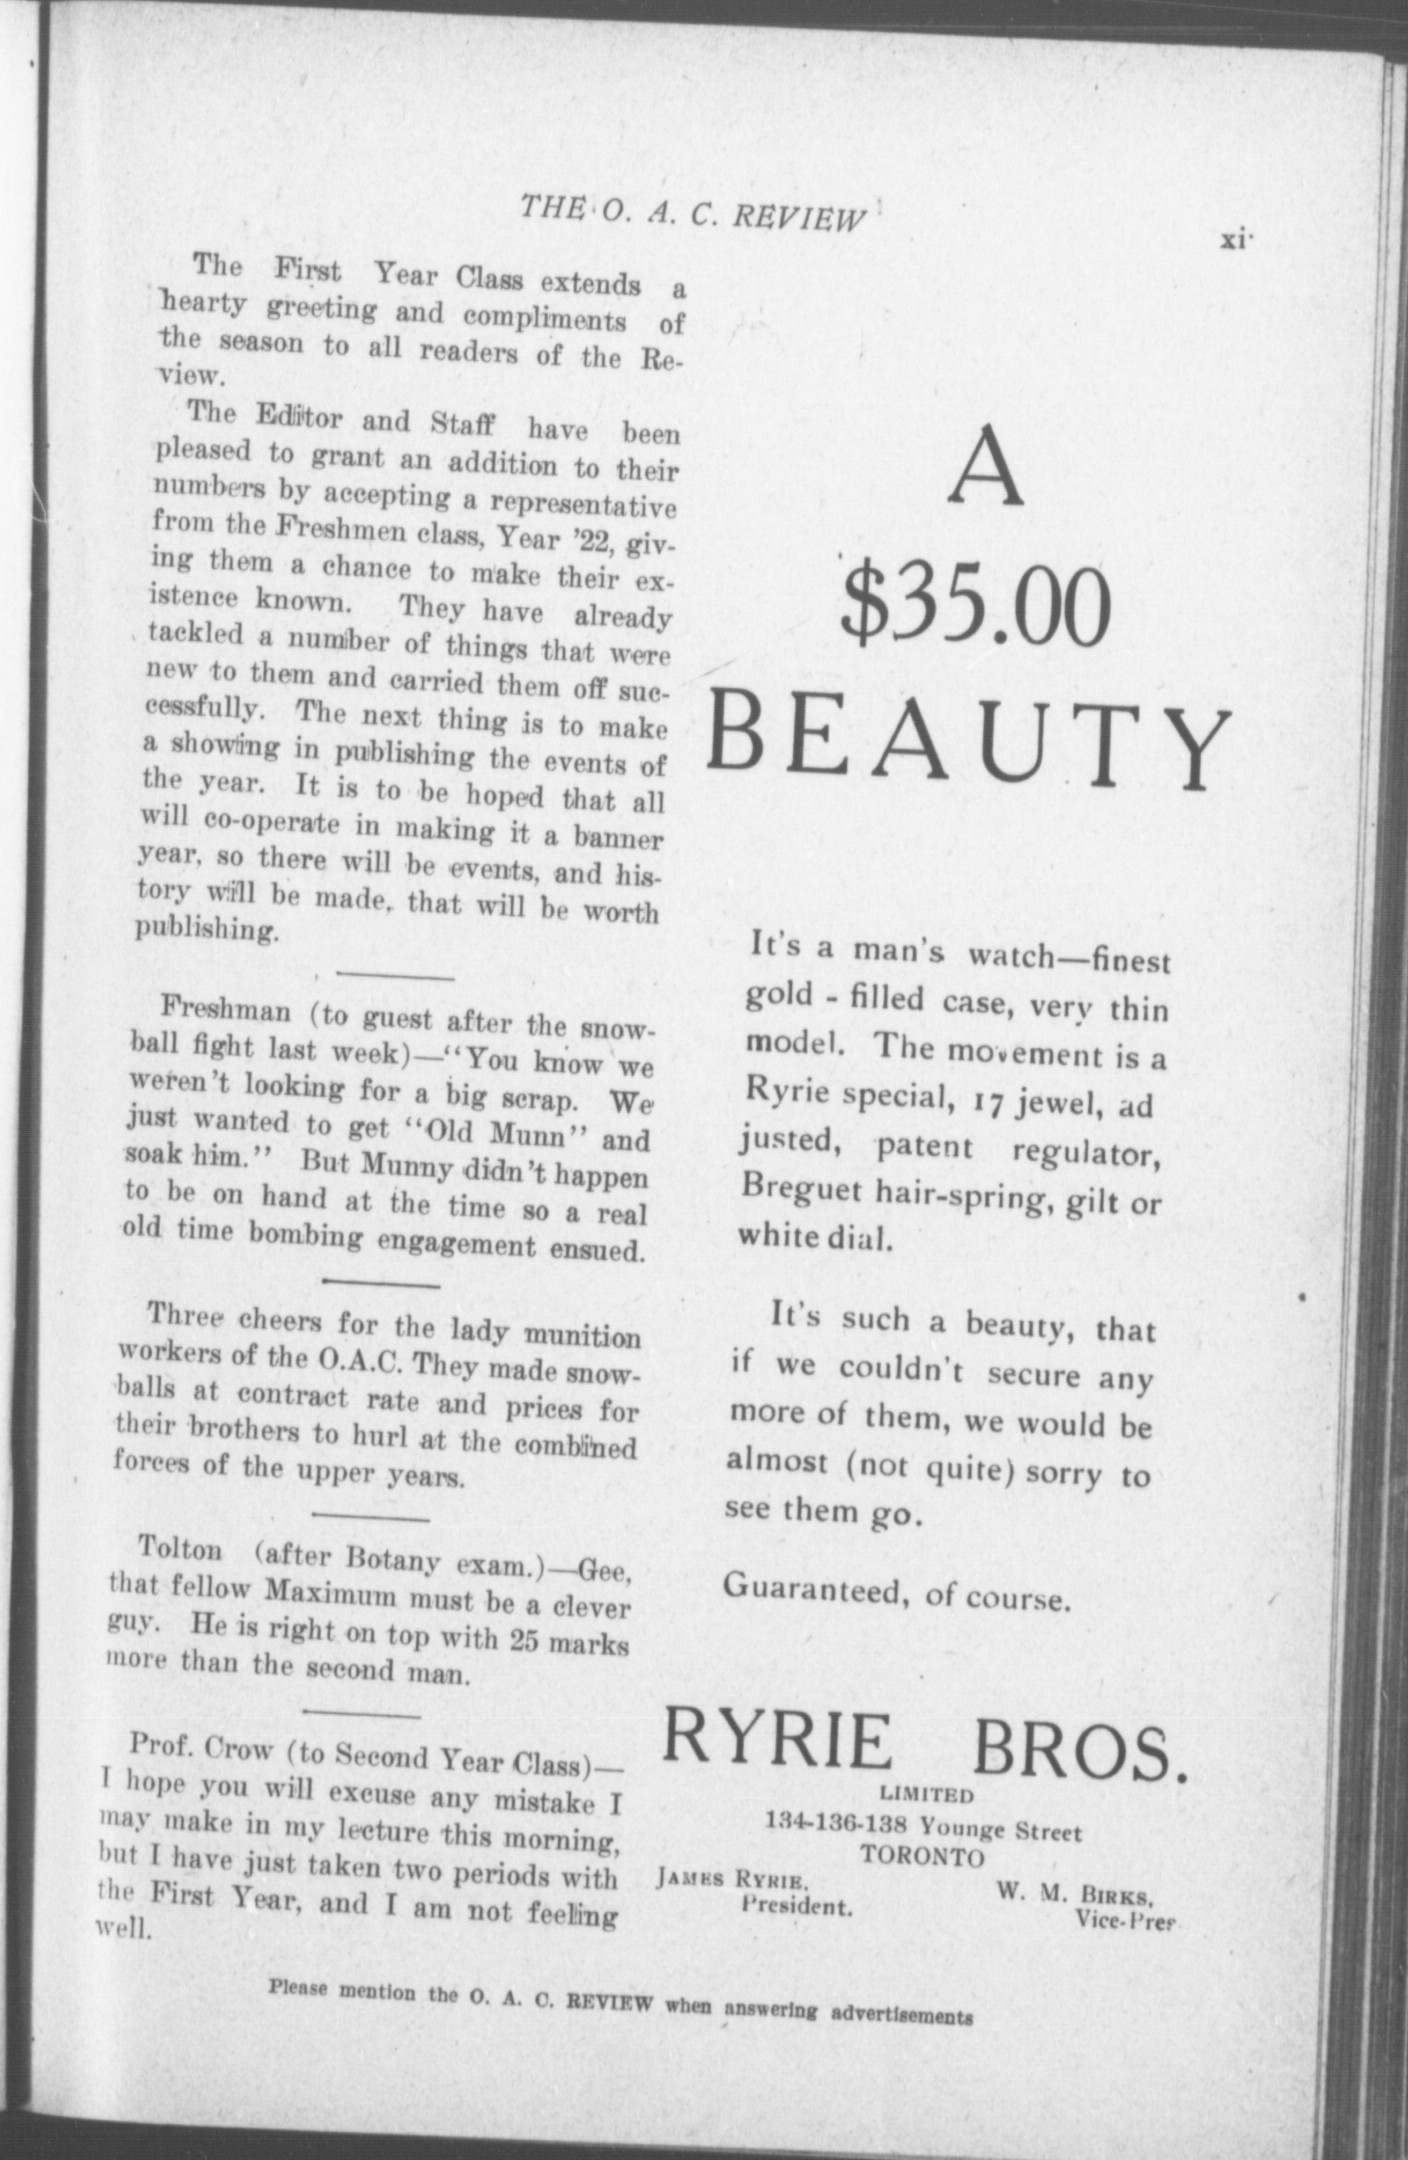 THE O. A. C. REVIEW
xi
The First Year Class extends a
hearty greeting and compliments of
the season to all readers of the Re-
view.
The Editor and Staff have been
pleased to grant an addition to their
numbers by accepting a representative
from the Freshmen class, Year '22, giv-
ing them a chance to make their ex-
istence known. They have already
tackled a number of things that were
new to them and carried them off suc-
cessfully. The next thing is to make
a showing in publishing the events of
the year. It is to be hoped that all
will co-operate in making it a banner
year, so there will be events, and his-
tory will be made, that will be worth
publishing.
Freshman (to guest after the snow-
ball fight last week)—"You know we
weren't looking for a big scrap. We
just wanted to get "Old Munn" and
soak him." But Munny didn't happen
to be on hand at the time so a real
old time bombing engagement ensued.
Three cheers for the lady munition
workers of the O.A.C. They made snow-
balls at contract rate and prices for
their brothers to hurl at the combined
forces of the upper years.
Tolton (after Botany exam.)—Gee,
that fellow Maximum must be a clever
guy. He is right on top with 25 marks
more than the second man.
Prof. Crow (to Second Year Class)—
I hope you will excuse any mistake I
may make in my lecture this morning,
but I have just taken two periods with
the First Year, and I am not feeling
well.
A
$35.00
BEAUTY
It's a man's watch—finest
gold - filled case, very thin
model. The movement is a
Ryrie special, 17 jewel, ad
justed, patent regulator,
Breguet hair-spring, gilt or
white dial.
It's such a beauty, that
if we couldn't secure any
more of them, we would be
almost (not quite) sorry to
see them go.
Guaranteed, of course.
RYRIE BROS.
LIMITED
134-136-138 Younge Street
TORONTO
JAMES RYRIE,
President.
W. M. BIRKS,
Vice-Pres
Please mention the O. A. C. REVIEW when answering advertisements